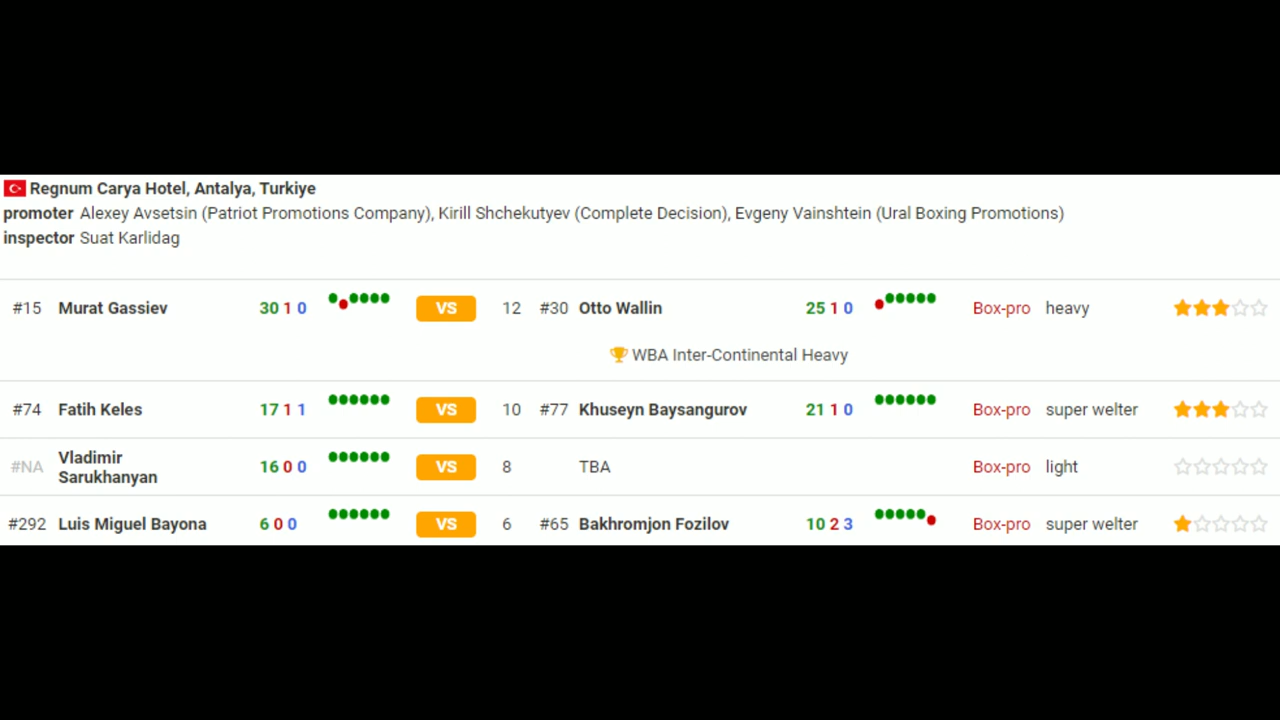 Regnum Carya Hotel, Antalya, Turkiye
promoter Alexey Avsetsin (Patriot Promotions Company), Kirill Shchekutyev (Complete Decision), Evgeny Vainshtein (Ural Boxing Promotions)
inspector Suat Karlidag
#15 Murat Gassiev 30 1 0 VS 12 #30 Otto Wallin 25 1 0 Box-pro heavy
WBA Inter-Continental Heavy
#74 Fatih Keles 17 1 1 VS 10 #77 Khuseyn Baysangurov 21 1 0 Box-pro super welter
#NA Vladimir Sarukhanyan 16 0 0 VS 8 TBA Box-pro light
#292 Luis Miguel Bayona 6 0 0 VS 6 #65 Bakhromjon Fozilov 10 2 3 Box-pro super welter